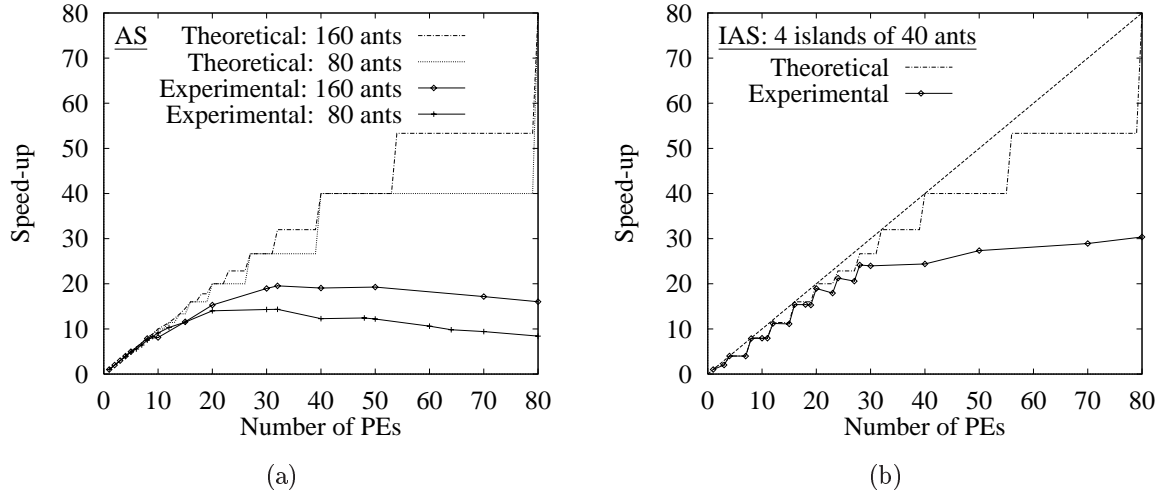 AS
Theoretical: 160 ants
Theoretical: 80 ants
Experimental: 160 ants
Experimental: 80 ants
Speed-up
80
70
60
50
40
30
20
10
0
0 10 20 30 40 50 60 70 80
Number of PEs
(a)
IAS: 4 islands of 40 ants
Theoretical
Experimental
Speed-up
80
70
60
50
40
30
20
10
0
0 10 20 30 40 50 60 70 80
Number of PEs
(b)